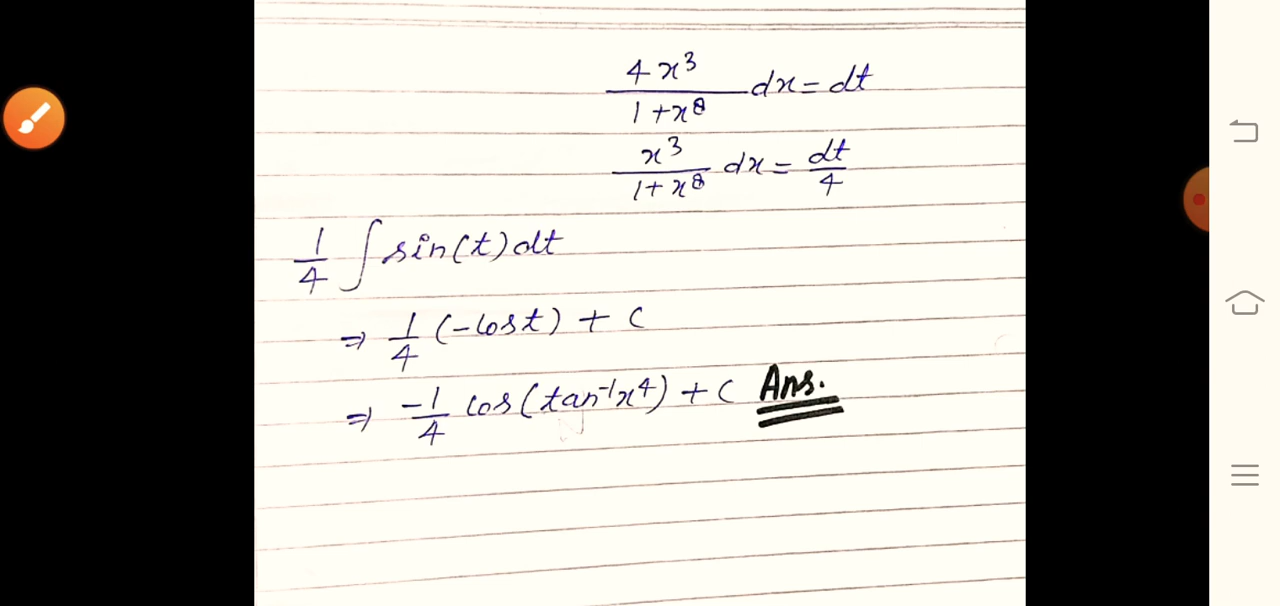 4x³/(1+x⁸) dx = dt
x³/(1+x⁸) dx = dt/4
1/4 ∫ sin(t) dt
⇒ 1/4 (-cost) + C
⇒ -1/4 cos(tan⁻¹x⁴) + C Ans.